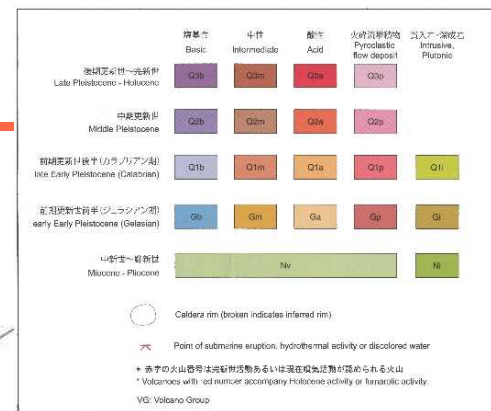 塩基性 中性 酸性 火砕流堆積物 貫入岩・深成岩
Basic Intermediate Acid Pyroclastic flow deposit Intrusive, Plutonic
後期更新世～完新世
Late Pleistocene - Holocene
Q3b Q3m Q3a Q3p
中期更新世
Middle Pleistocene
Q2b Q2m Q2a Q2p
前期更新世後半(カラブリアン期)
late Early Pleistocene (Calabrian)
Q1b Q1m Q1a Q1p Q1i
前期更新世前半(ジェラシアン期)
early Early Pleistocene (Gelasian)
Gb Gm Ga Gp Gi
中新世～鮮新世
Miocene - Pliocene
Nv Ni
Caldera rim (broken indicates inferred rim)
Point of submarine eruption, hydrothermal activity or discolored water
* 赤字の火山番号は完新世活動あるいは現在噴気活動が認められる火山
* Volcanoes with red number accompany Holocene activity or fumarolic activity.
VG: Volcano Group